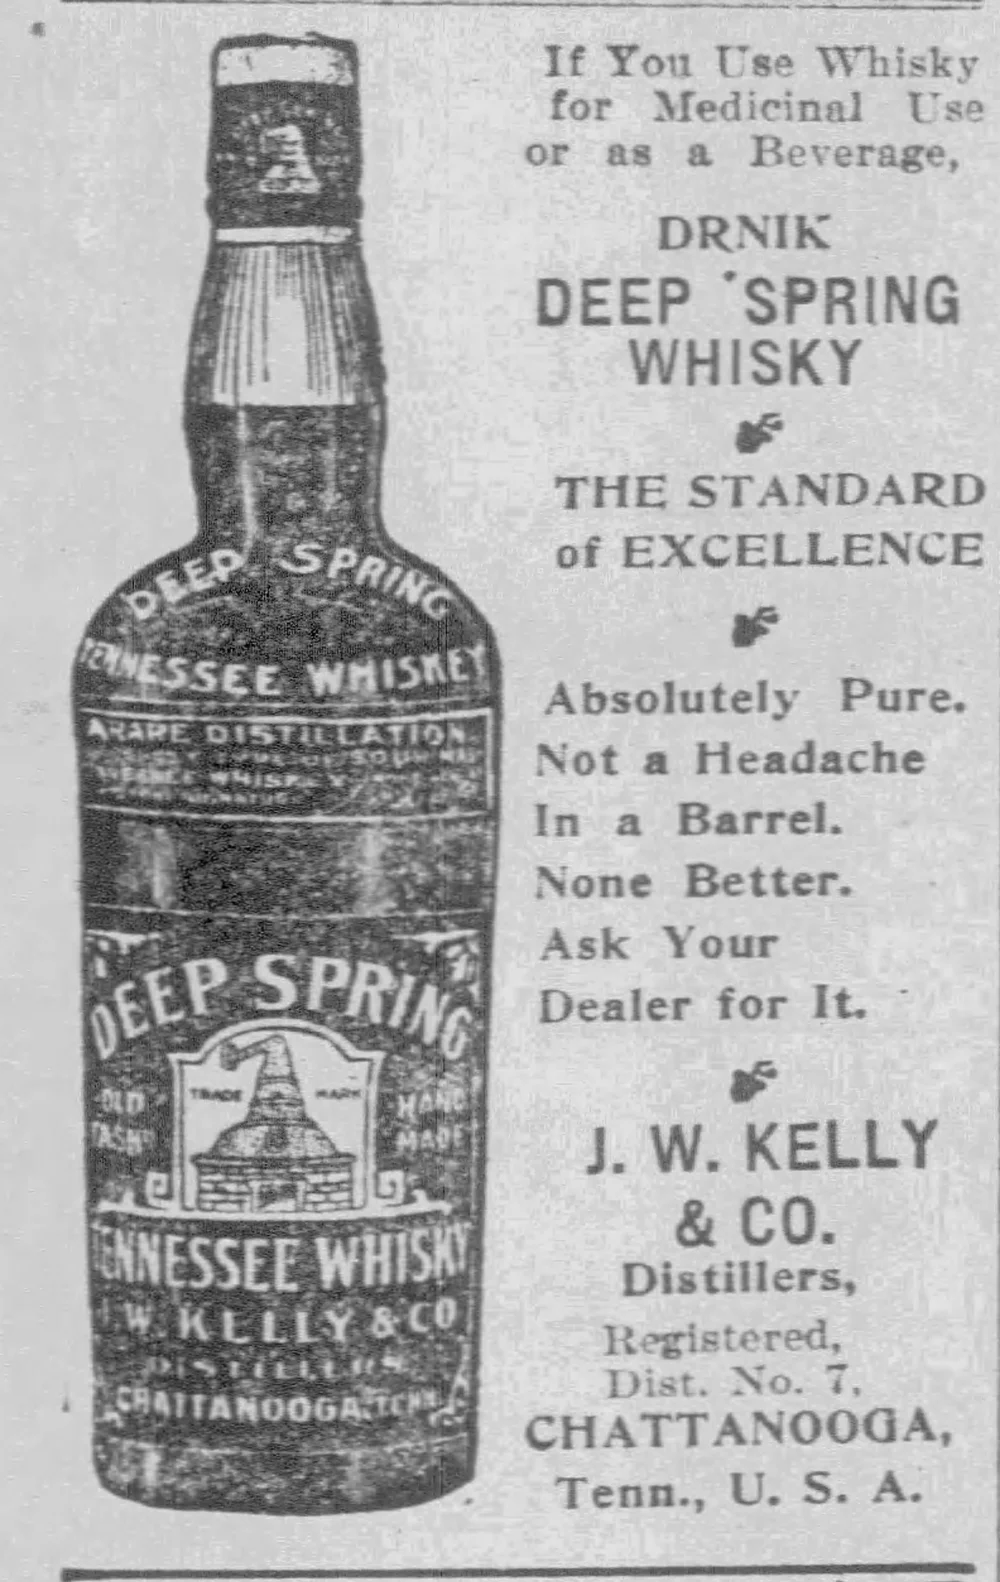 If You Use Whisky
for Medicinal Use
or as a Beverage,
DRNIK
DEEP SPRING
WHISKY
THE STANDARD
of EXCELLENCE
Absolutely Pure.
Not a Headache
In a Barrel.
None Better.
Ask Your
Dealer for It.
J. W. KELLY
& CO.
Distillers,
Registered,
Dist. No. 7,
CHATTANOOGA,
Tenn., U. S. A.
DEEP SPRING
TENNESSEE WHISKEY
A RARE DISTILLATION
DEEP SPRING
TRADE MARK
OLD HAND
MADE
TENNESSEE WHISKY
J. W. KELLY & CO
DISTILLERS
CHATTANOOGA, TENN